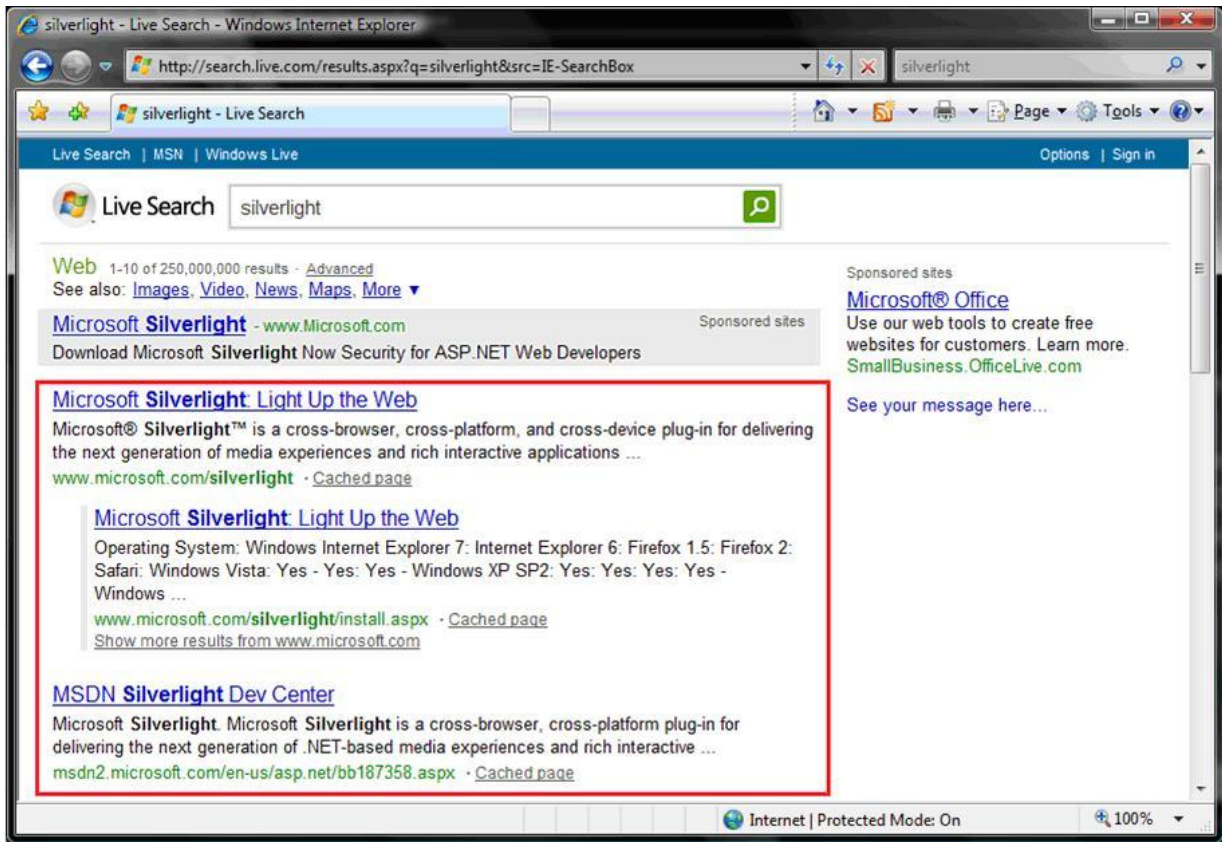 silverlight - Live Search - Windows Internet Explorer
http://search.live.com/results.aspx?q=silverlight&src=IE-SearchBox
silverlight
silverlight - Live Search
Page
Tools
Live Search | MSN | Windows Live
Options | Sign in
Live Search
silverlight
Web 1-10 of 250,000,000 results · Advanced
See also: Images, Video, News, Maps, More ▼
Microsoft Silverlight - www.Microsoft.com
Sponsored sites
Download Microsoft Silverlight Now Security for ASP.NET Web Developers
Microsoft Silverlight: Light Up the Web
Microsoft® Silverlight™ is a cross-browser, cross-platform, and cross-device plug-in for delivering
the next generation of media experiences and rich interactive applications ...
www.microsoft.com/silverlight · Cached page
Microsoft Silverlight: Light Up the Web
Operating System: Windows Internet Explorer 7: Internet Explorer 6: Firefox 1.5: Firefox 2:
Safari: Windows Vista: Yes - Yes: Yes - Windows XP SP2: Yes: Yes: Yes: Yes -
Windows ...
www.microsoft.com/silverlight/install.aspx · Cached page
Show more results from www.microsoft.com
MSDN Silverlight Dev Center
Microsoft Silverlight. Microsoft Silverlight is a cross-browser, cross-platform plug-in for
delivering the next generation of .NET-based media experiences and rich interactive ...
msdn2.microsoft.com/en-us/asp.net/bb187358.aspx · Cached page
Sponsored sites
Microsoft® Office
Use our web tools to create free
websites for customers. Learn more.
SmallBusiness.OfficeLive.com
See your message here...
Internet | Protected Mode: On
100%